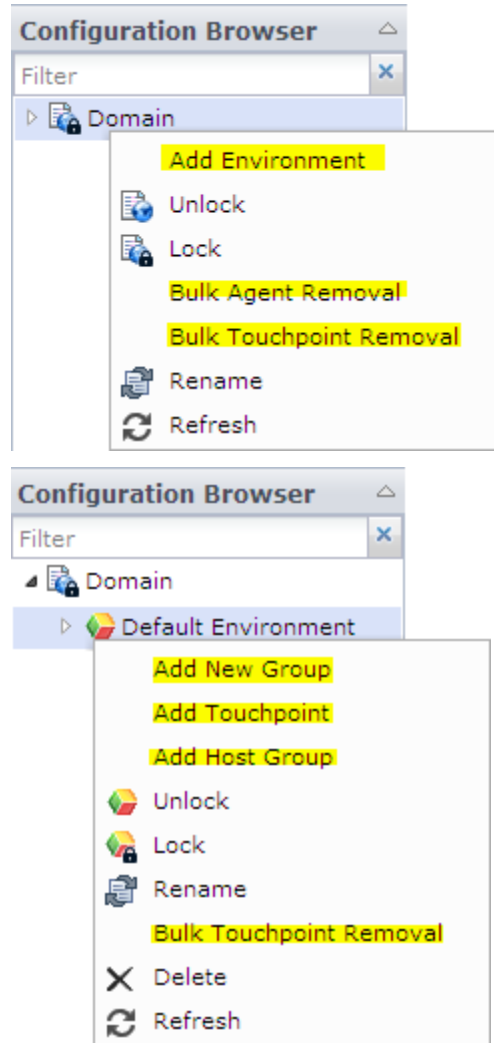 Configuration Browser
Filter
Domain
Add Environment
Unlock
Lock
Bulk Agent Removal
Bulk Touchpoint Removal
Rename
Refresh
Configuration Browser
Filter
Domain
Default Environment
Add New Group
Add Touchpoint
Add Host Group
Unlock
Lock
Rename
Bulk Touchpoint Removal
Delete
Refresh